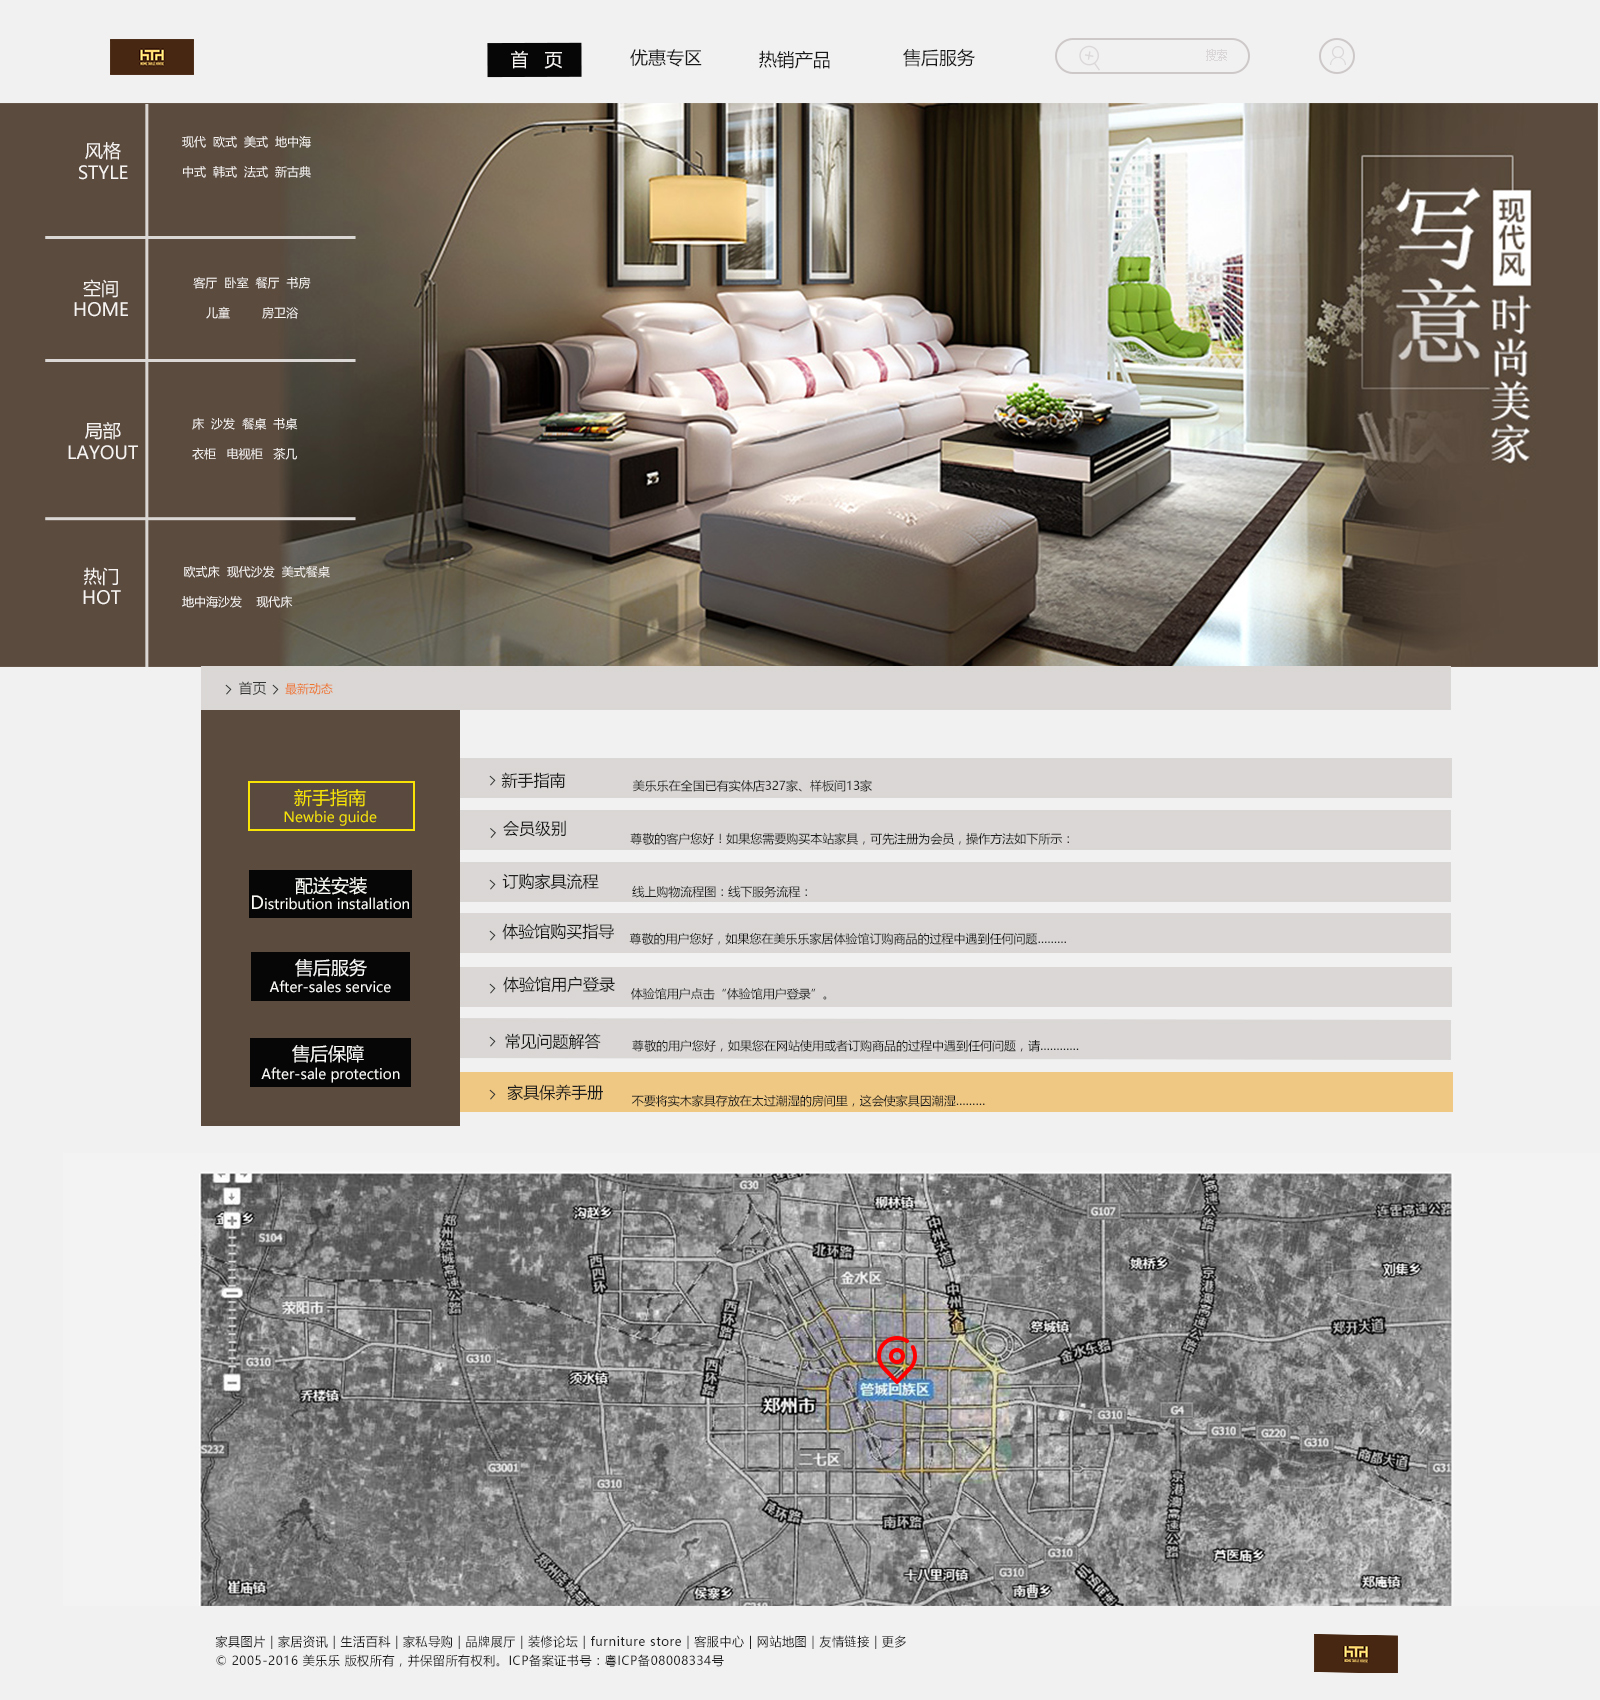 HTH
首 页
优惠专区
热销产品
售后服务
搜索
风格
STYLE
现代 欧式 美式 地中海
中式 韩式 法式 新古典
空间
HOME
客厅 卧室 餐厅 书房
儿童 房卫浴
局部
LAYOUT
床 沙发 餐桌 书桌
衣柜 电视柜 茶几
热门
HOT
欧式床 现代沙发 美式餐桌
地中海沙发 现代床
写意
现代风
时尚美家
首页 > 最新动态
新手指南
Newbie guide
配送安装
Distribution installation
售后服务
After-sales service
售后保障
After-sale protection
新手指南 美乐乐在全国已有实体店327家、样板间13家
会员级别 尊敬的客户您好！如果您需要购买本站家具，可先注册为会员，操作方法如下所示：
订购家具流程 线上购物流程图：线下服务流程：
体验馆购买指导 尊敬的用户您好，如果您在美乐乐家居体验馆订购商品的过程中遇到任何问题.........
体验馆用户登录 体验馆用户点击“体验馆用户登录”。
常见问题解答 尊敬的用户您好，如果您在网站使用或者订购商品的过程中遇到任何问题，请............
家具保养手册 不要将实木家具存放在太过潮湿的房间里，这会使家具因潮湿.........
G30
柳林镇
沟赵乡
G107
连霍高速公路
S104
郑州绕城高速公路
西四环
北环路
中州大道
姚桥乡
京港澳高速公路
刘集乡
金水区
荥阳市
西环路
中州大道
祭城镇
金水东路
郑开大道
G310
G310
乔楼镇
须水镇
西环路
管城回族区
郑州市
G310
G4
G310
G220
G310
S232
G3001
G310
二七区
南都大道
京港澳高速公路
南环路
南环路
G310
芦医庙乡
崔庙镇
侯寨乡
十八里河镇
G310
南曹乡
郑庵镇
家具图片 | 家居资讯 | 生活百科 | 家私导购 | 品牌展厅 | 装修论坛 | furniture store | 客服中心 | 网站地图 | 友情链接 | 更多
© 2005-2016 美乐乐 版权所有，并保留所有权利。ICP备案证书号：粤ICP备08008334号
HTH